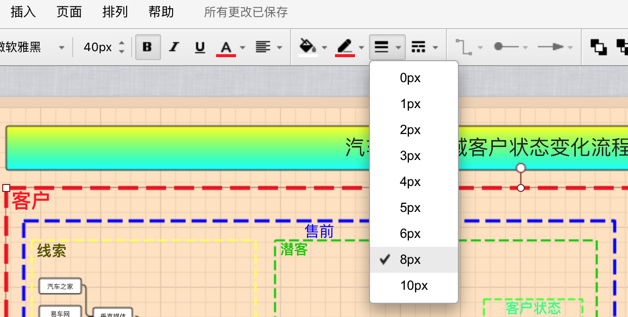 插入 页面 排列 帮助 所有更改已保存
微软雅黑 40px B I U A
0px
1px
2px
3px
4px
5px
6px
8px
10px
汽 域客户状态变化流程
客户
售前
线索
潜客
汽车之家
易车网
垂直媒体
客户状态